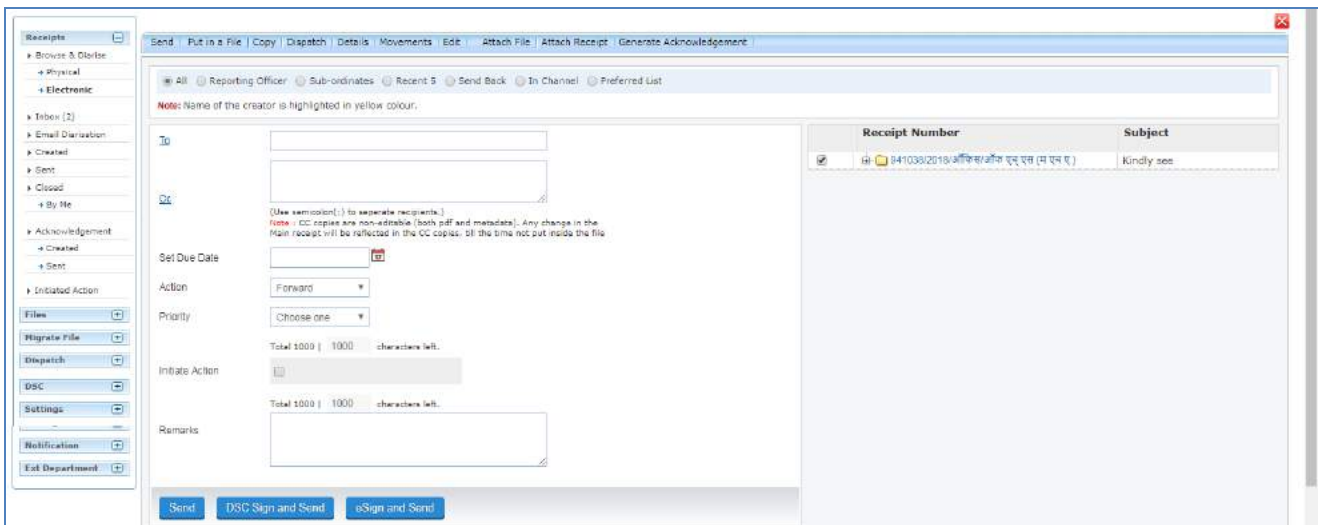 Receipts
Browse & Diarise
Physical
Electronic
Inbox (2)
Email Diarisation
Created
Sent
Closed
By Me
Acknowledgement
Created
Sent
Initiated Action
Files
Migrate File
Dispatch
DSC
Settings
Notification
Ext Department
Send | Put in a File | Copy | Dispatch | Details | Movements | Edit | Attach File | Attach Receipt | Generate Acknowledgement
All Reporting Officer Sub-ordinates Recent 5 Send Back In Channel Preferred List
Note: Name of the creator is highlighted in yellow colour.
To
Cc
(Use semicolon(;) to seperate recipients.)
Note : CC copies are non-editable (both pdf and metadata). Any change in the
Main receipt will be reflected in the CC copies, till the time not put inside the file
Set Due Date
Action Forward
Priority Choose one
Total 1000 | 1000 characters left.
Initiate Action
Total 1000 | 1000 characters left.
Remarks
Send DSC Sign and Send eSign and Send
Receipt Number Subject
941038/2018/ऑफिस/ऑफ एन् एस (म एन ए ) Kindly see